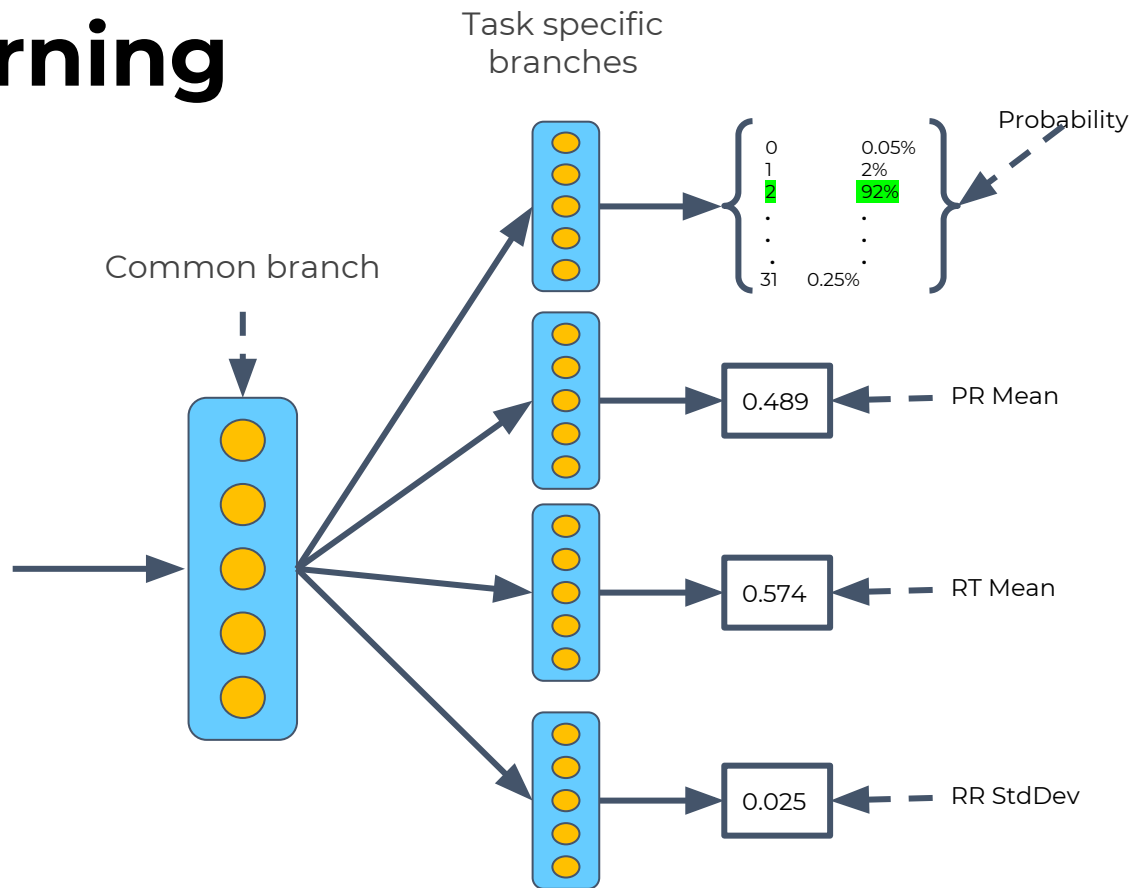 rning
Task specific
branches
Probability
0 0.05%
1 2%
2 92%
. .
. .
. .
31 0.25%
Common branch
0.489
PR Mean
0.574
RT Mean
0.025
RR StdDev